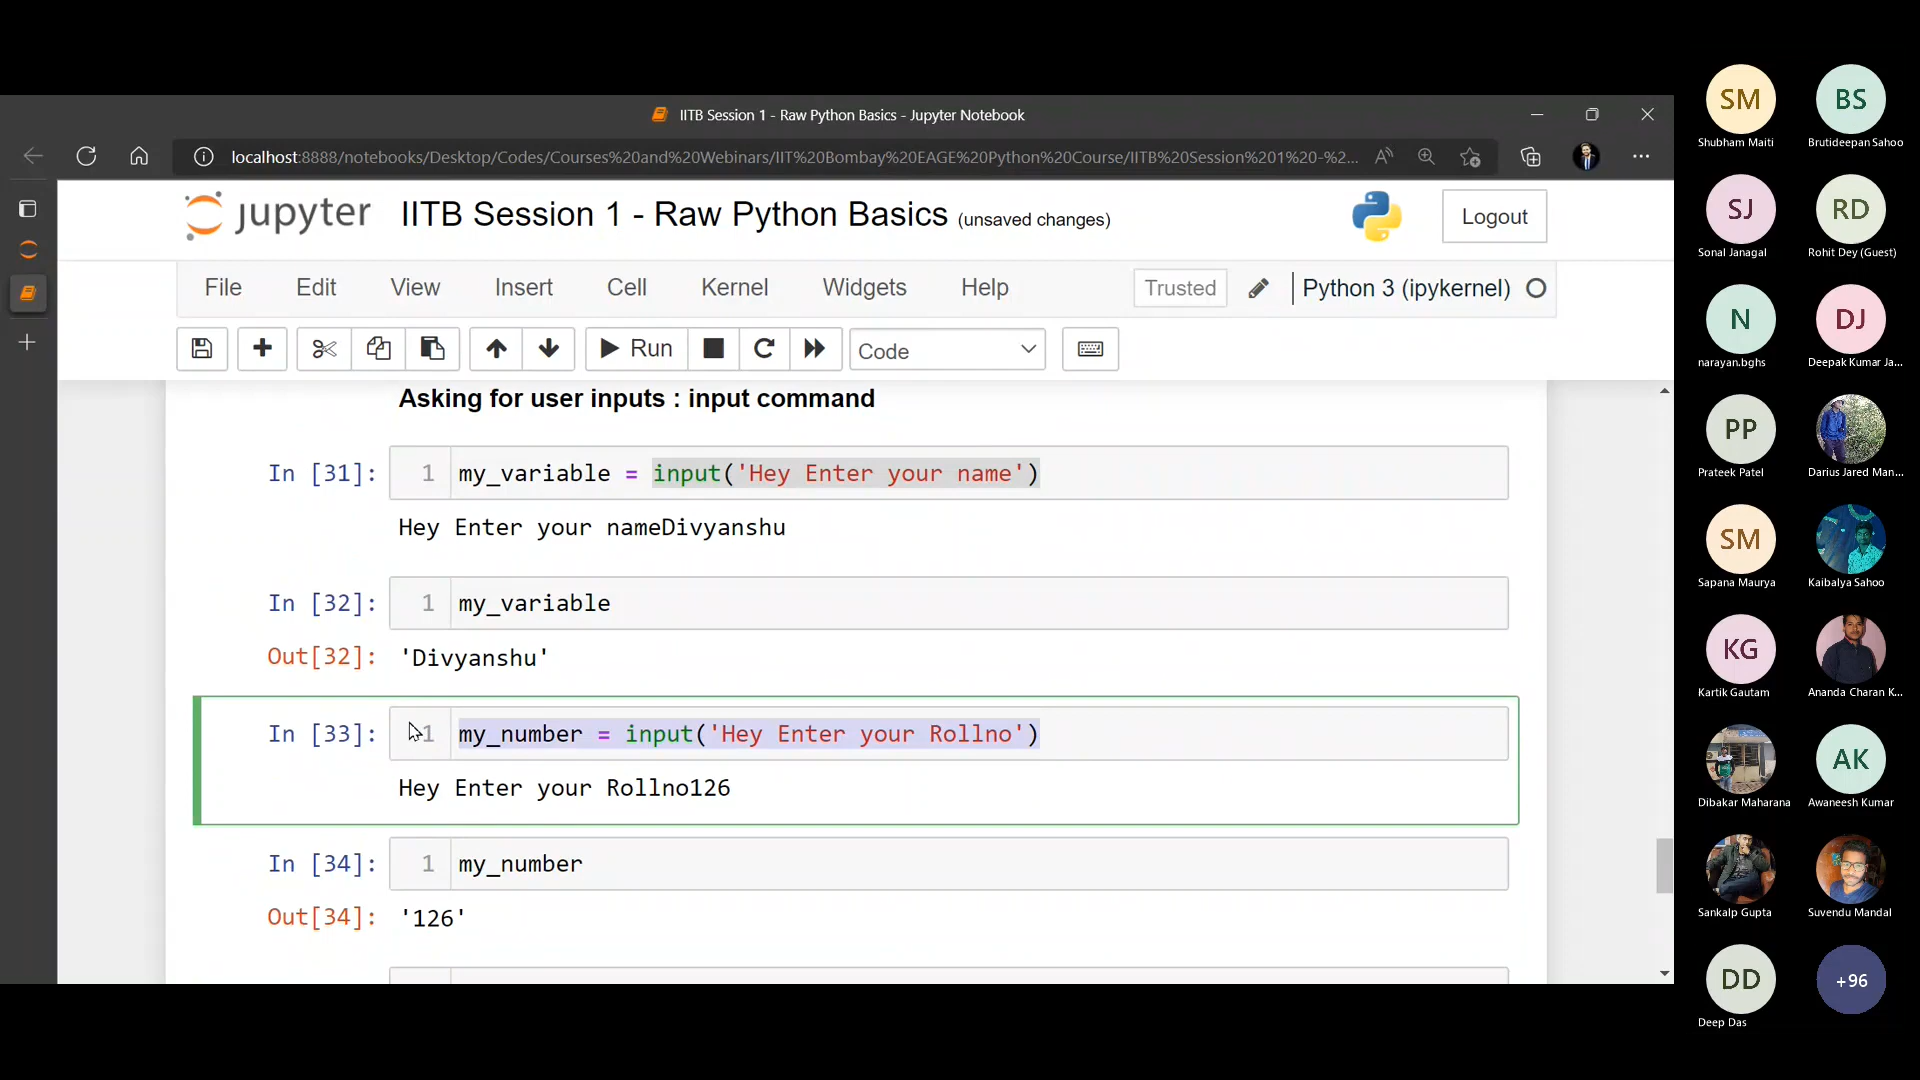 IITB Session 1 - Raw Python Basics - Jupyter Notebook
localhost:8888/notebooks/Desktop/Codes/Courses%20and%20Webinars/IIT%20Bombay%20EAGE%20Python%20Course/IITB%20Session%201%20-%2...
jupyter IITB Session 1 - Raw Python Basics (unsaved changes)
Logout
File Edit View Insert Cell Kernel Widgets Help
Trusted
Python 3 (ipykernel)
Run
Code
Asking for user inputs : input command
In [31]: 1 my_variable = input('Hey Enter your name')
Hey Enter your nameDivyanshu
In [32]: 1 my_variable
Out[32]: 'Divyanshu'
In [33]: 1 my_number = input('Hey Enter your Rollno')
Hey Enter your Rollno126
In [34]: 1 my_number
Out[34]: '126'
SM BS
Shubham Maiti Brutideepan Sahoo
SJ RD
Sonal Janagal Rohit Dey (Guest)
N DJ
narayan.bghs Deepak Kumar Ja...
PP
Prateek Patel Darius Jared Man...
SM
Sapana Maurya Kaibalya Sahoo
KG
Kartik Gautam Ananda Charan K...
AK
Dibakar Maharana Awaneesh Kumar
Sankalp Gupta Suvendu Mandal
DD +96
Deep Das